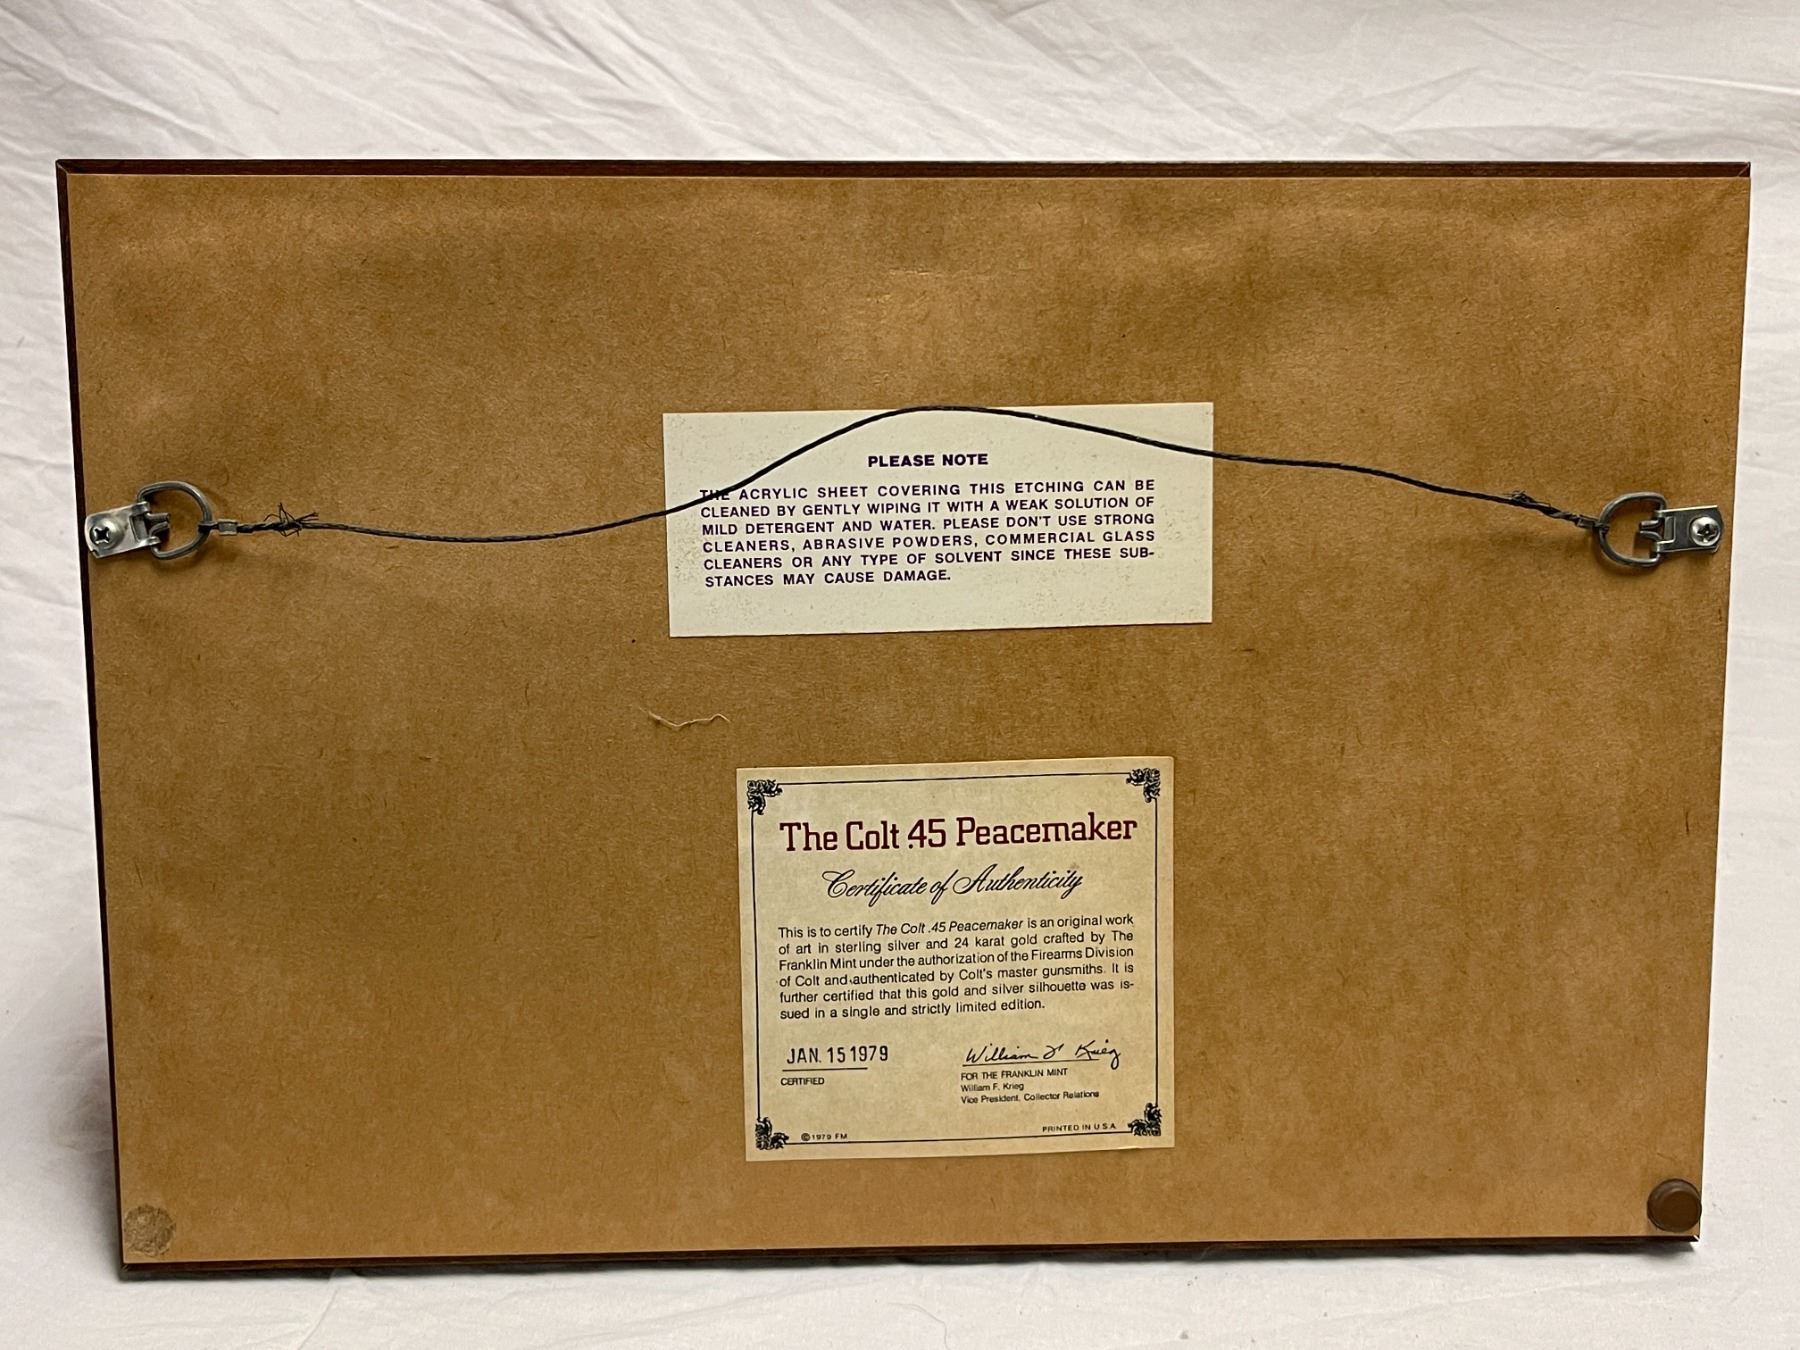 PLEASE NOTE
THE ACRYLIC SHEET COVERING THIS ETCHING CAN BE
CLEANED BY GENTLY WIPING IT WITH A WEAK SOLUTION OF
MILD DETERGENT AND WATER. PLEASE DON'T USE STRONG
CLEANERS, ABRASIVE POWDERS, COMMERCIAL GLASS
CLEANERS OR ANY TYPE OF SOLVENT SINCE THESE SUB-
STANCES MAY CAUSE DAMAGE.
The Colt .45 Peacemaker
Certificate of Authenticity
This is to certify The Colt .45 Peacemaker is an original work
of art in sterling silver and 24 karat gold crafted by The
Franklin Mint under the authorization of the Firearms Division
of Colt and authenticated by Colt's master gunsmiths. It is
further certified that this gold and silver silhouette was is-
sued in a single and strictly limited edition.
JAN. 15 1979
CERTIFIED
William F. Krieg
FOR THE FRANKLIN MINT
William F. Krieg
Vice President, Collector Relations
©1979 FM
PRINTED IN U.S.A.